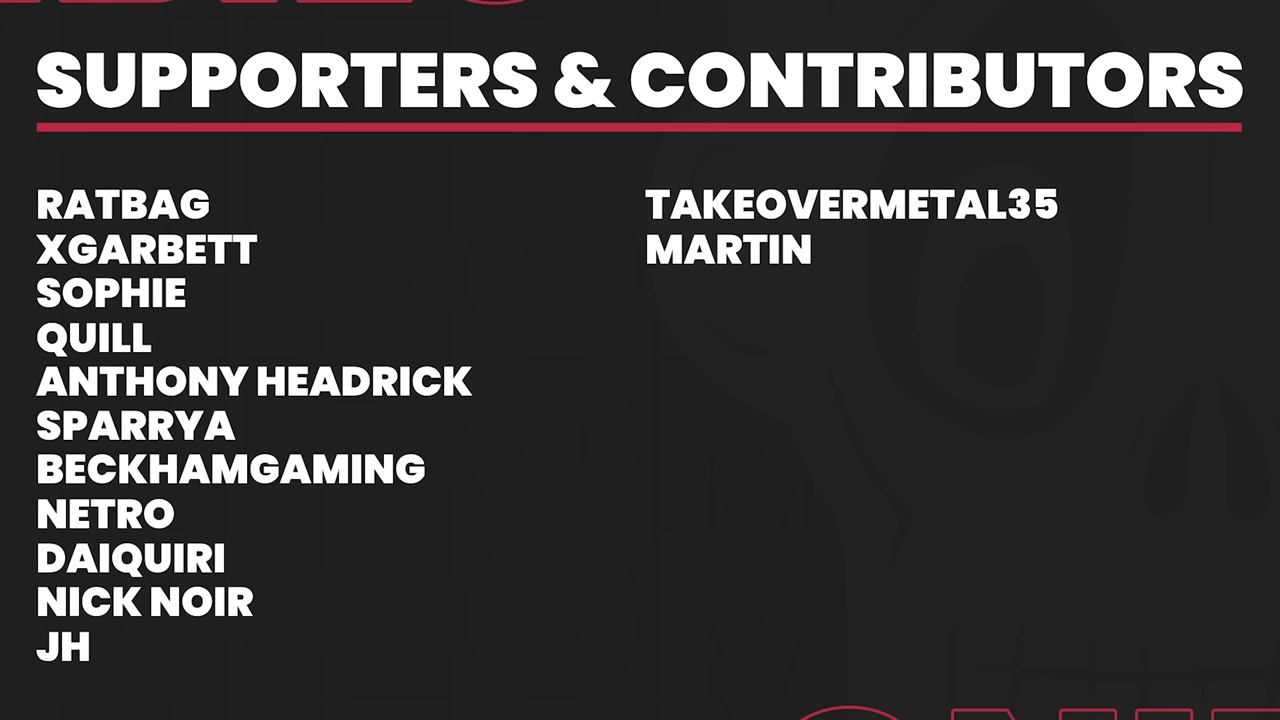 SUPPORTERS & CONTRIBUTORS
RATBAG
XGARBETT
SOPHIE
QUILL
ANTHONY HEADRICK
SPARRYA
BECKHAMGAMING
NETRO
DAIQUIRI
NICK NOIR
JH
TAKEOVERMETAL35
MARTIN